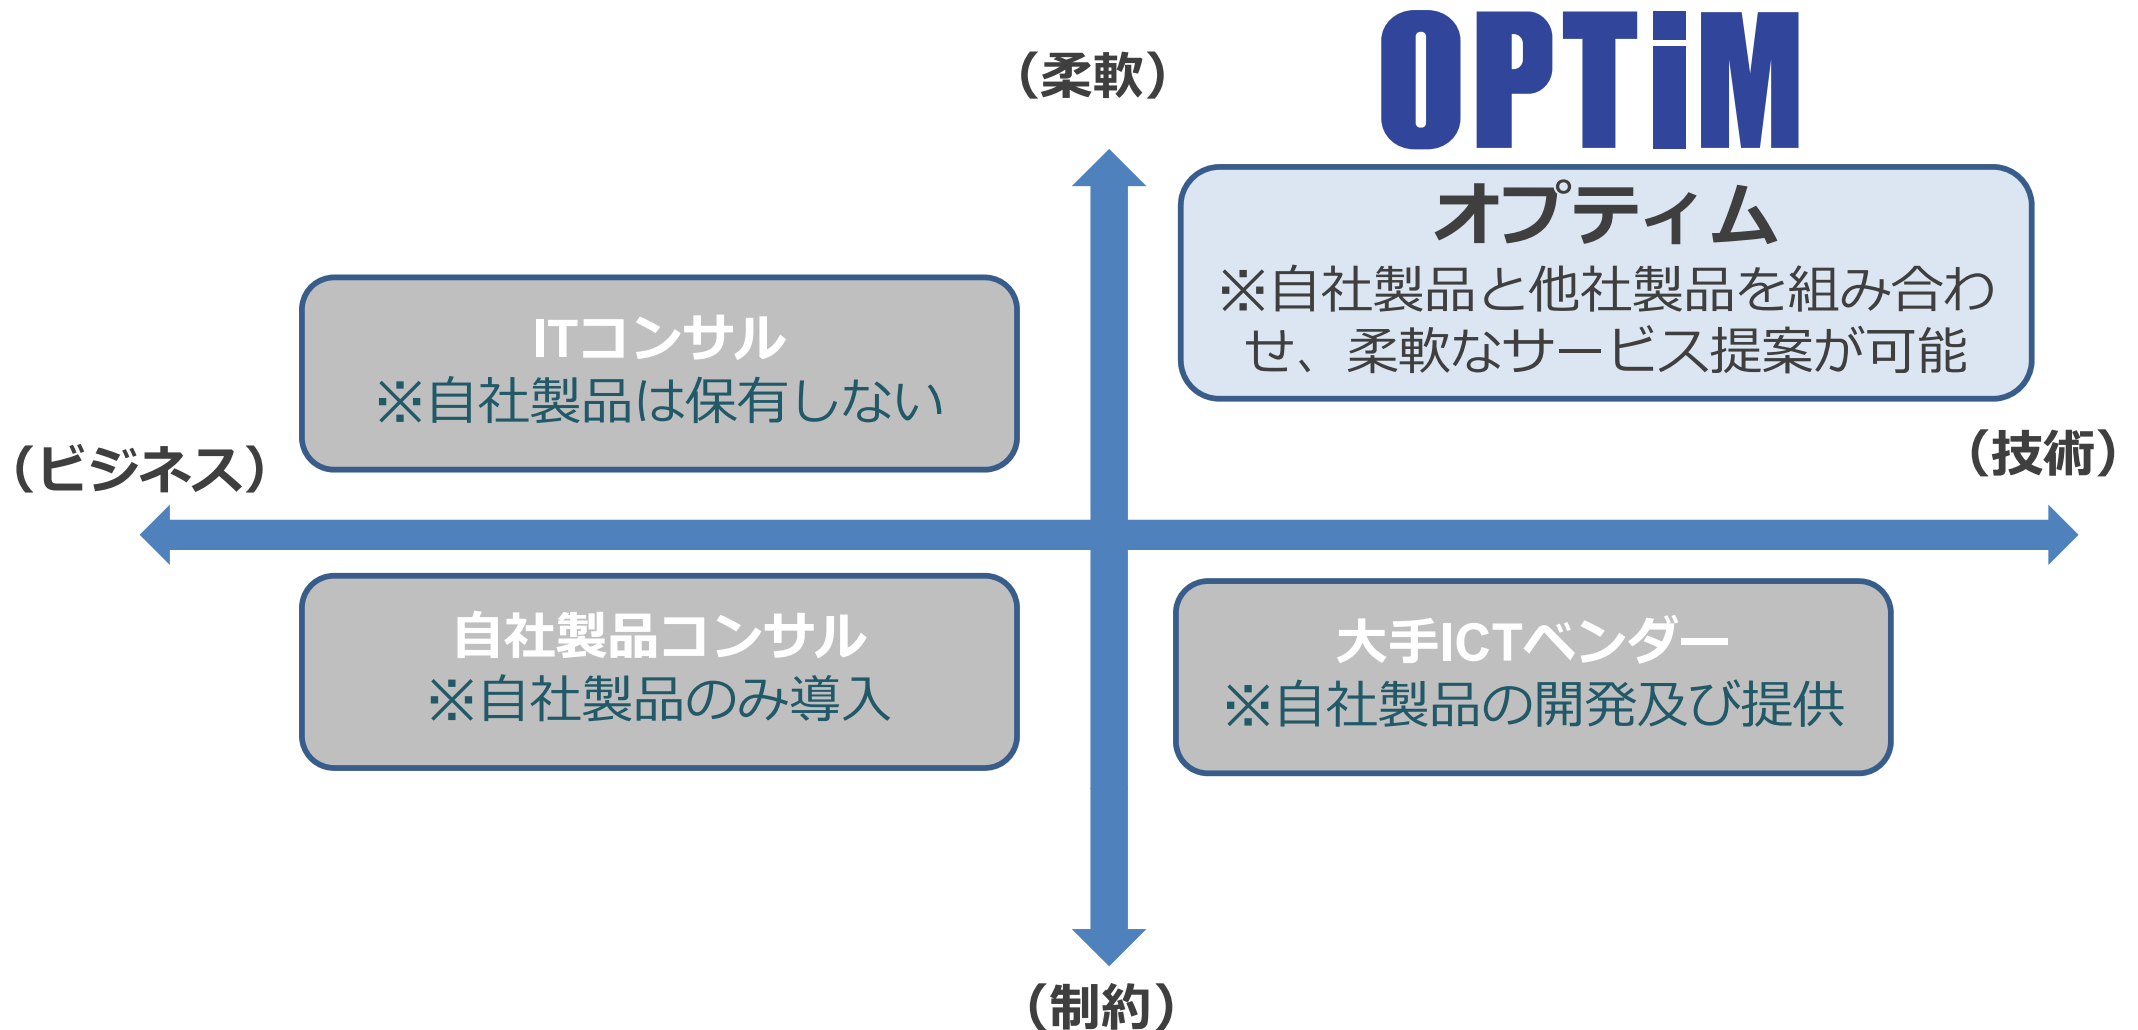 OPTiM
（柔軟）
オプティム
※自社製品と他社製品を組み合わ
せ、柔軟なサービス提案が可能
ITコンサル
※自社製品は保有しない
（ビジネス）
（技術）
自社製品コンサル
※自社製品のみ導入
大手ICTベンダー
※自社製品の開発及び提供
（制約）